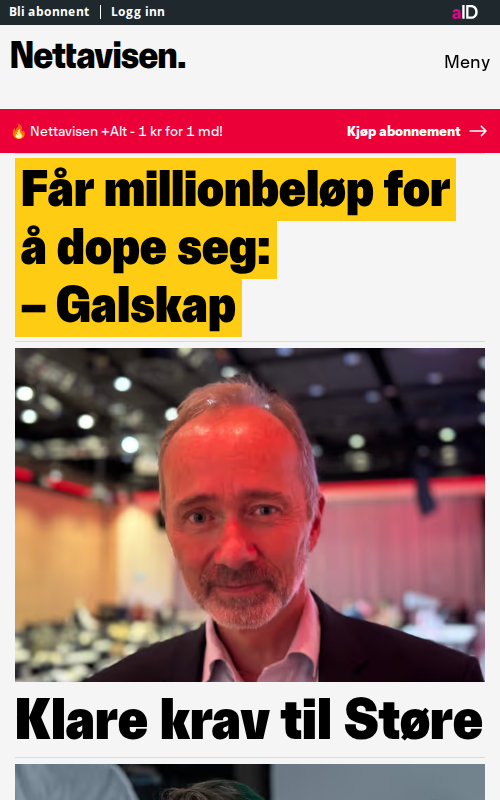 Bli abonnent | Logg inn
aID
Nettavisen.
Meny
🔥 Nettavisen +Alt - 1 kr for 1 md!
Kjøp abonnement →
Får millionbeløp for
å dope seg:
– Galskap
Klare krav til Støre